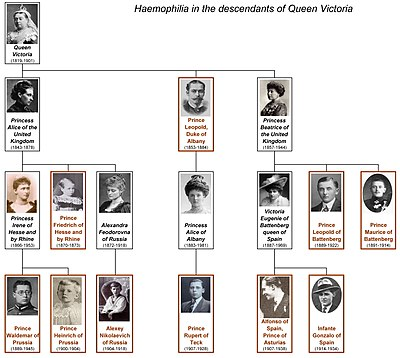 Haemophilia in the descendants of Queen Victoria
Queen
Victoria
(1819-1901)
Princess
Alice of the
United
Kingdom
(1843-1878)
Prince
Leopold,
Duke of
Albany
(1853-1884)
Princess
Beatrice of
the United
Kingdom
(1857-1944)
Princess
Irene of
Hesse and
by Rhine
(1866-1953)
Prince
Friedrich of
Hesse and
by Rhine
(1870-1873)
Alexandra
Feodorovna
of Russia
(1872-1918)
Princess
Alice of
Albany
(1883-1981)
Victoria
Eugenie of
Battenberg
queen of
Spain
(1887-1969)
Prince
Leopold of
Battenberg
(1889-1922)
Prince
Maurice of
Battenberg
(1891-1914)
Prince
Waldemar of
Prussia
(1889-1945)
Prince
Heinrich of
Prussia
(1900-1904)
Alexey
Nikolaevich
of Russia
(1904-1918)
Prince
Rupert of
Teck
(1907-1928)
Alfonso of
Spain,
Prince of
Asturias
(1907-1938)
Infante
Gonzalo of
Spain
(1914-1934)